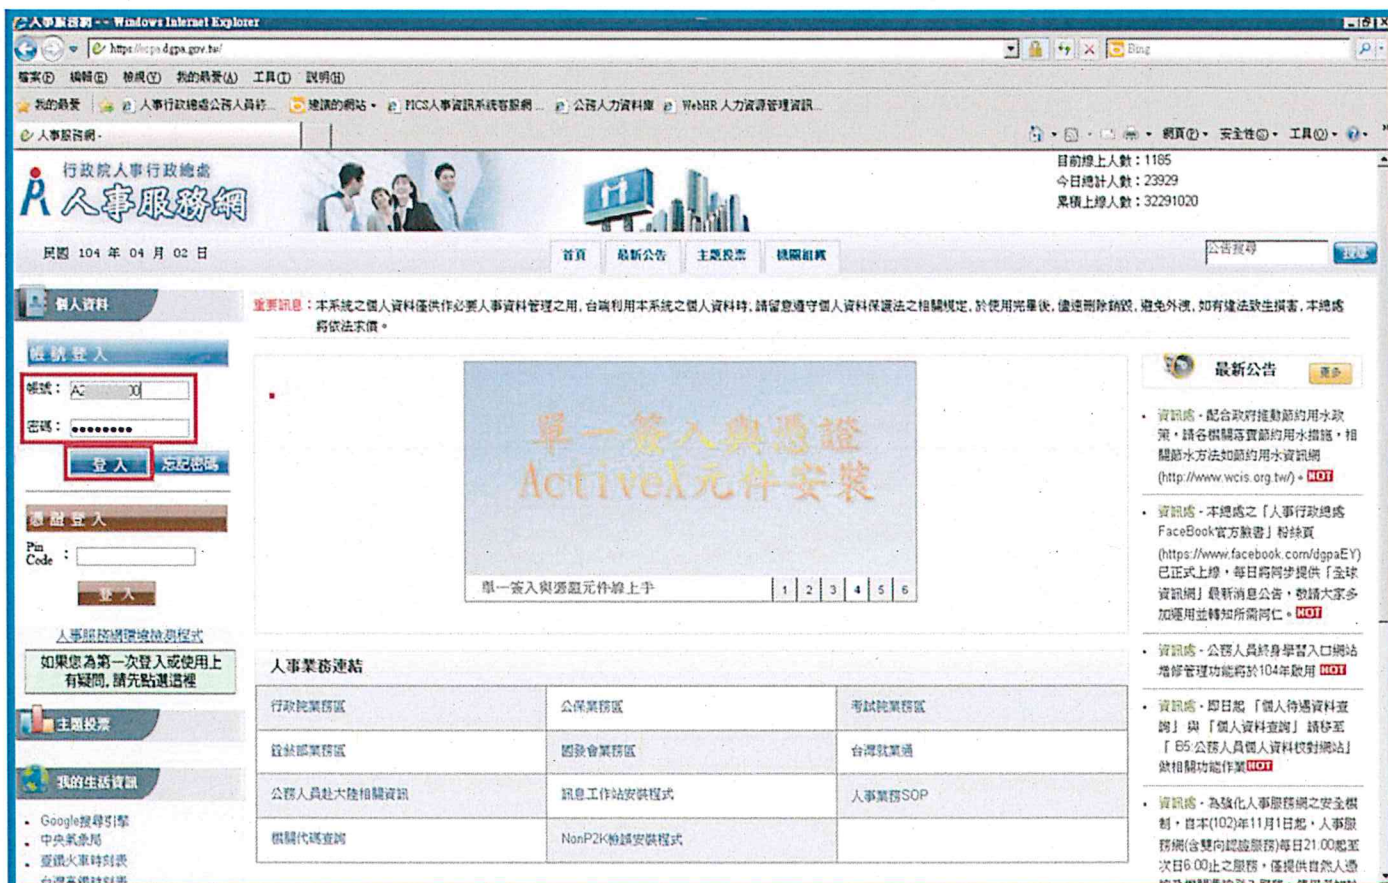 人事服務網 - - Windows Internet Explorer
https://ecpa.dgpa.gov.tw/
Bing
檔案(F) 編輯(E) 檢視(V) 我的最愛(A) 工具(T) 說明(H)
我的最愛 人事行政總處公務人員終... 建議的網站 PICS人事資訊系統客服網... 公務人力資料庫 WebHR 人力資源管理資訊...
人事服務網 -
網頁(P) 安全性(S) 工具(O)
行政院人事行政總處
人事服務網
目前線上人數：1185
今日總計人數：23929
累積上線人數：32291020
民國 104 年 04 月 02 日
首頁 最新公告 主題投票 機關組織
公告搜尋 搜尋
個人資料
重要訊息：本系統之個人資料僅供作必要人事資料管理之用, 台端利用本系統之個人資料時, 請留意遵守個人資料保護法之相關規定, 於使用完畢後, 儘速刪除銷毀, 避免外洩, 如有違法致生損害, 本總處
將依法求償。
帳號登入
帳號： A2 00
密碼： ••••••••
登入 忘記密碼
憑證登入
Pin
Code ：
登入
人事服務網環境檢測程式
如果您為第一次登入或使用上
有疑問, 請先點選這裡
主題投票
我的生活資訊
Google搜尋引擎
中央氣象局
臺鐵火車時刻表
台灣高鐵時刻表
單一簽入與憑證
ActiveX元件安裝
單一簽入與憑證元件線上手 1 2 3 4 5 6
人事業務連結
行政院業務區 公保業務區 考試院業務區
銓敘部業務區 國發會業務區 台灣就業通
公務人員赴大陸相關資訊 訊息工作站安裝程式 人事業務SOP
機關代碼查詢 NonP2K檢誤安裝程式
最新公告 更多
資訊處 - 配合政府推動節約用水政
策，請各機關落實節約用水措施，相
關節水方法如節約用水資訊網
(http://www.wcis.org.tw/)。HOT
資訊處 - 本總處之「人事行政總處
FaceBook官方臉書」粉絲頁
(https://www.facebook.com/dgpaEY)
已正式上線，每日將同步提供「全球
資訊網」最新消息公告，敬請大家多
加運用並轉知所需同仁。HOT
資訊處 - 公務人員終身學習入口網站
增修管理功能將於104年啟用 HOT
資訊處 - 即日起 「個人待遇資料查
詢」 與 「個人資料查詢」 請移至
「 B5:公務人員個人資料校對網站」
做相關功能作業HOT
資訊處 - 為強化人事服務網之安全機
制，自本(102)年11月1日起，人事服
務網(含雙向認證服務)每日21:00起至
次日6:00止之服務，僅提供自然人憑